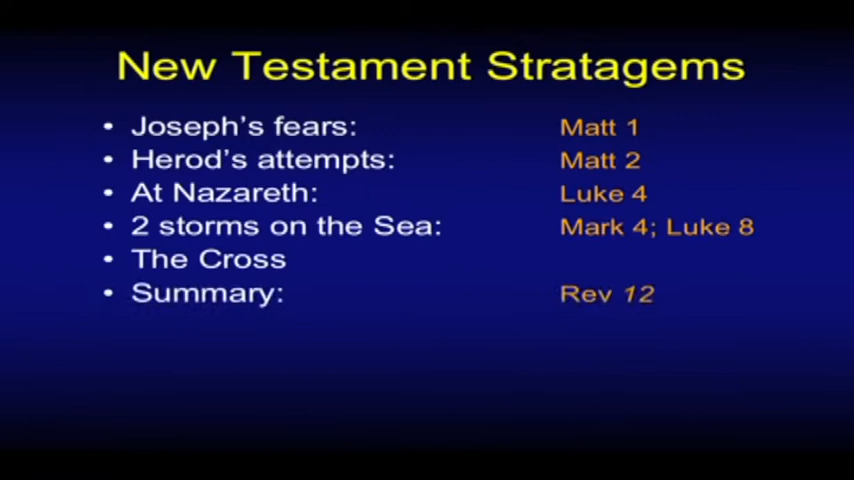 New Testament Stratagems
• Joseph's fears: Matt 1
• Herod's attempts: Matt 2
• At Nazareth: Luke 4
• 2 storms on the Sea: Mark 4; Luke 8
• The Cross
• Summary: Rev 12